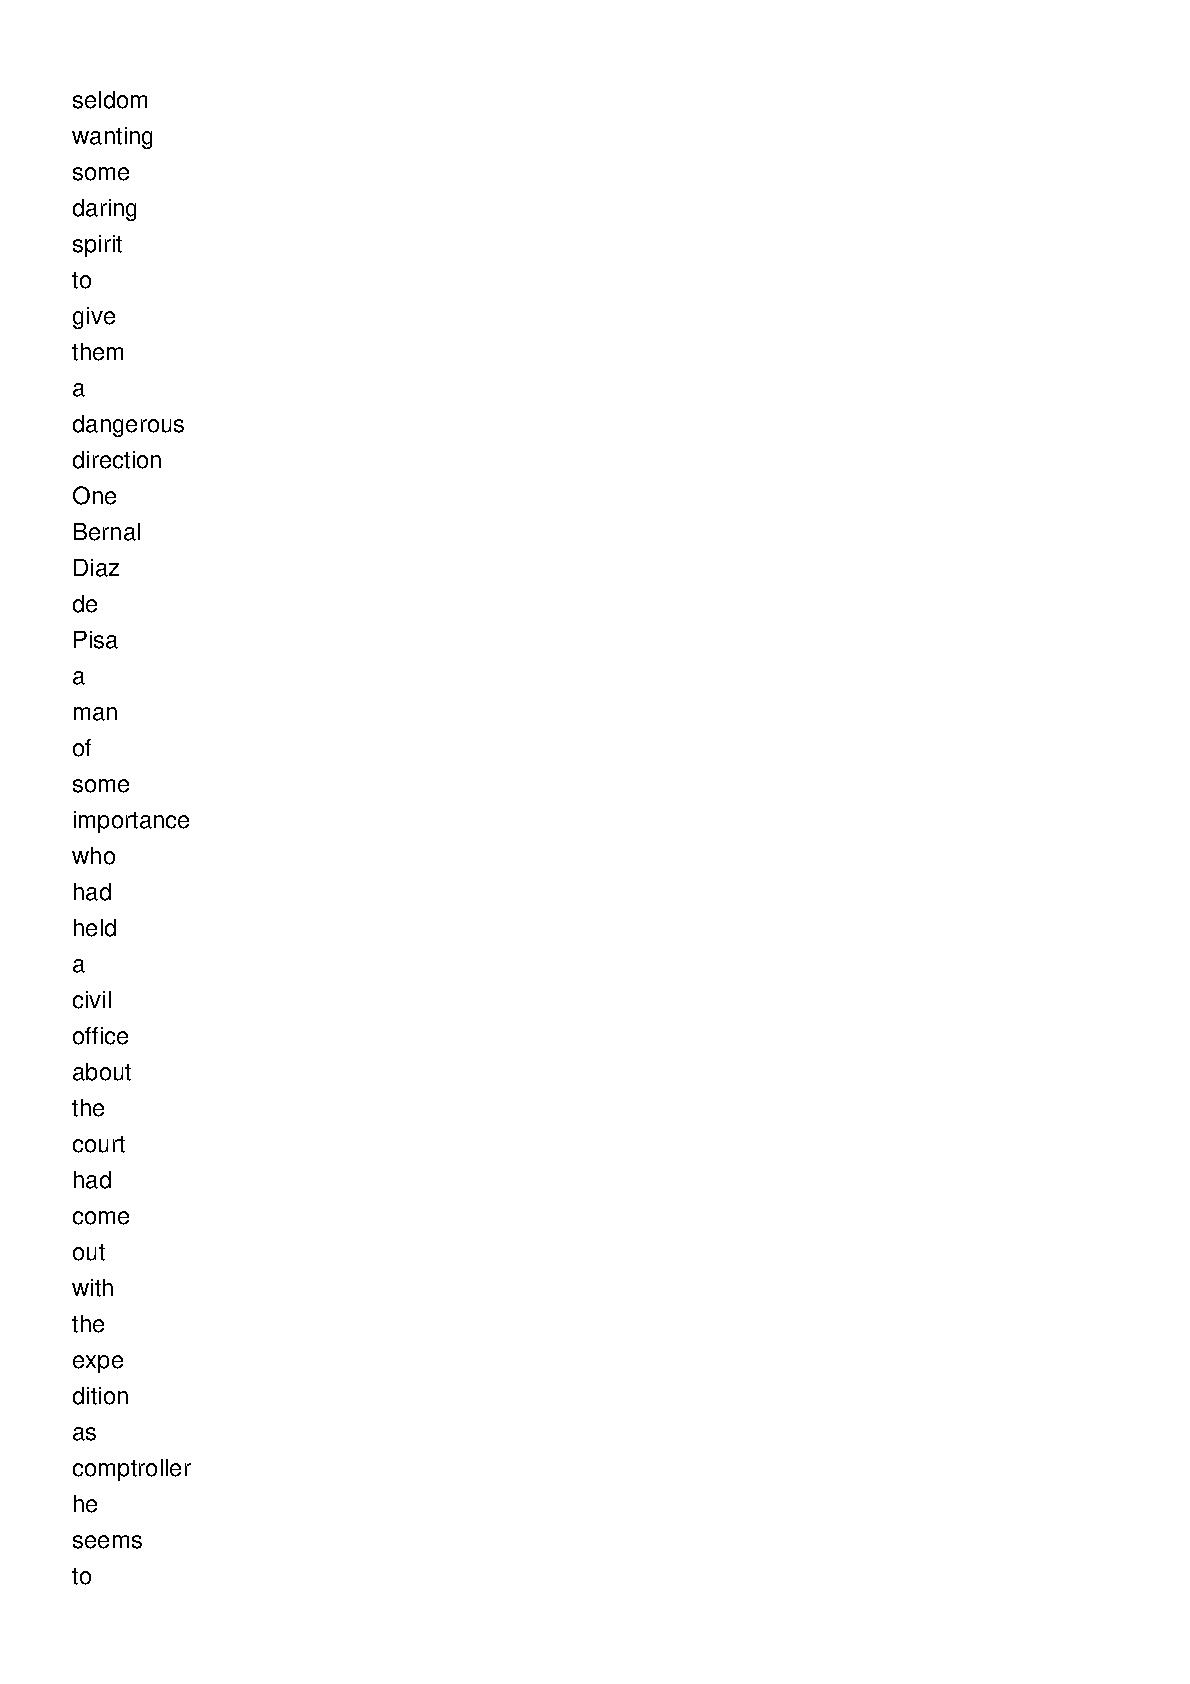 seldom
wanting
some
daring
spirit
to
give
them
a
dangerous
direction
One
Bernal
Diaz
de
Pisa
a
man
of
some
importance
who
had
held
a
civil
office
about
the
court
had
come
out
with
the
expe
dition
as
comptroller
he
seems
to